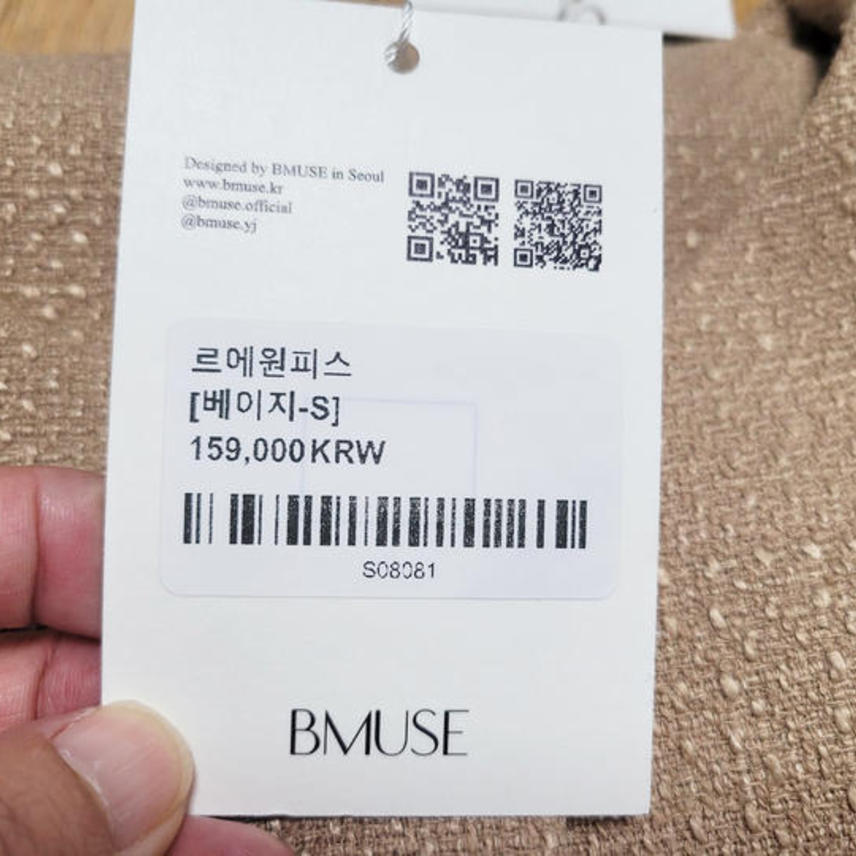 Designed by BMUSE in Seoul
www.bmuse.kr
@bmuse.official
@bmuse.yj
르에원피스
[베이지-S]
159,000KRW
S08081
BMUSE